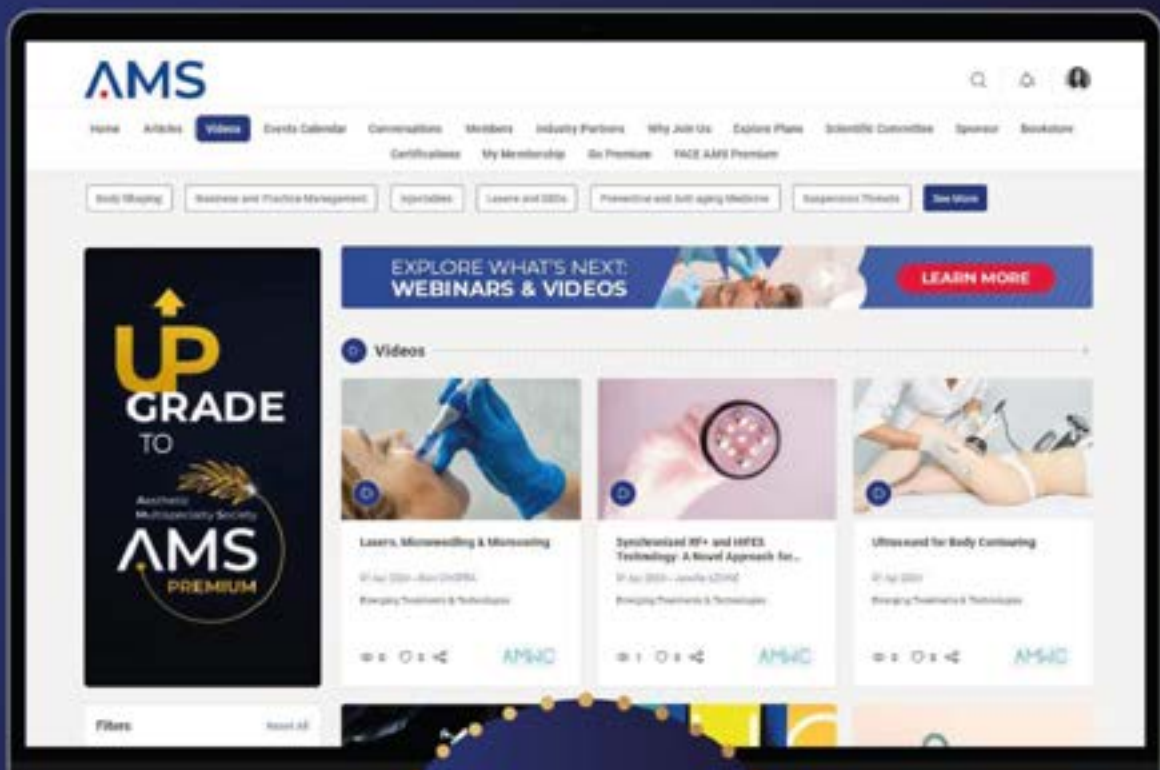 AMS
Home Articles Videos Events Calendar Conversations Members Industry Partners Why Join Us Explore Plans Scientific Committee Sponsor Bookstore
Certifications My Membership Go Premium FACE AMS Premium
Body Shaping Business and Practice Management Injectables Lasers and EBDs Preventive and Anti-aging Medicine Suspension Threads See More
UP
GRADE
TO
Aesthetic
Multispecialty Society
AMS
PREMIUM
EXPLORE WHAT'S NEXT:
WEBINARS & VIDEOS
LEARN MORE
Videos
Lasers, Microneedling & Microcoring
Emerging Treatments & Technologies
AMWC
Synchronized RF+ and HIFES
Technology: A Novel Approach for...
Emerging Treatments & Technologies
1
AMWC
Ultrasound for Body Contouring
Emerging Treatments & Technologies
AMWC
Filters Reset All